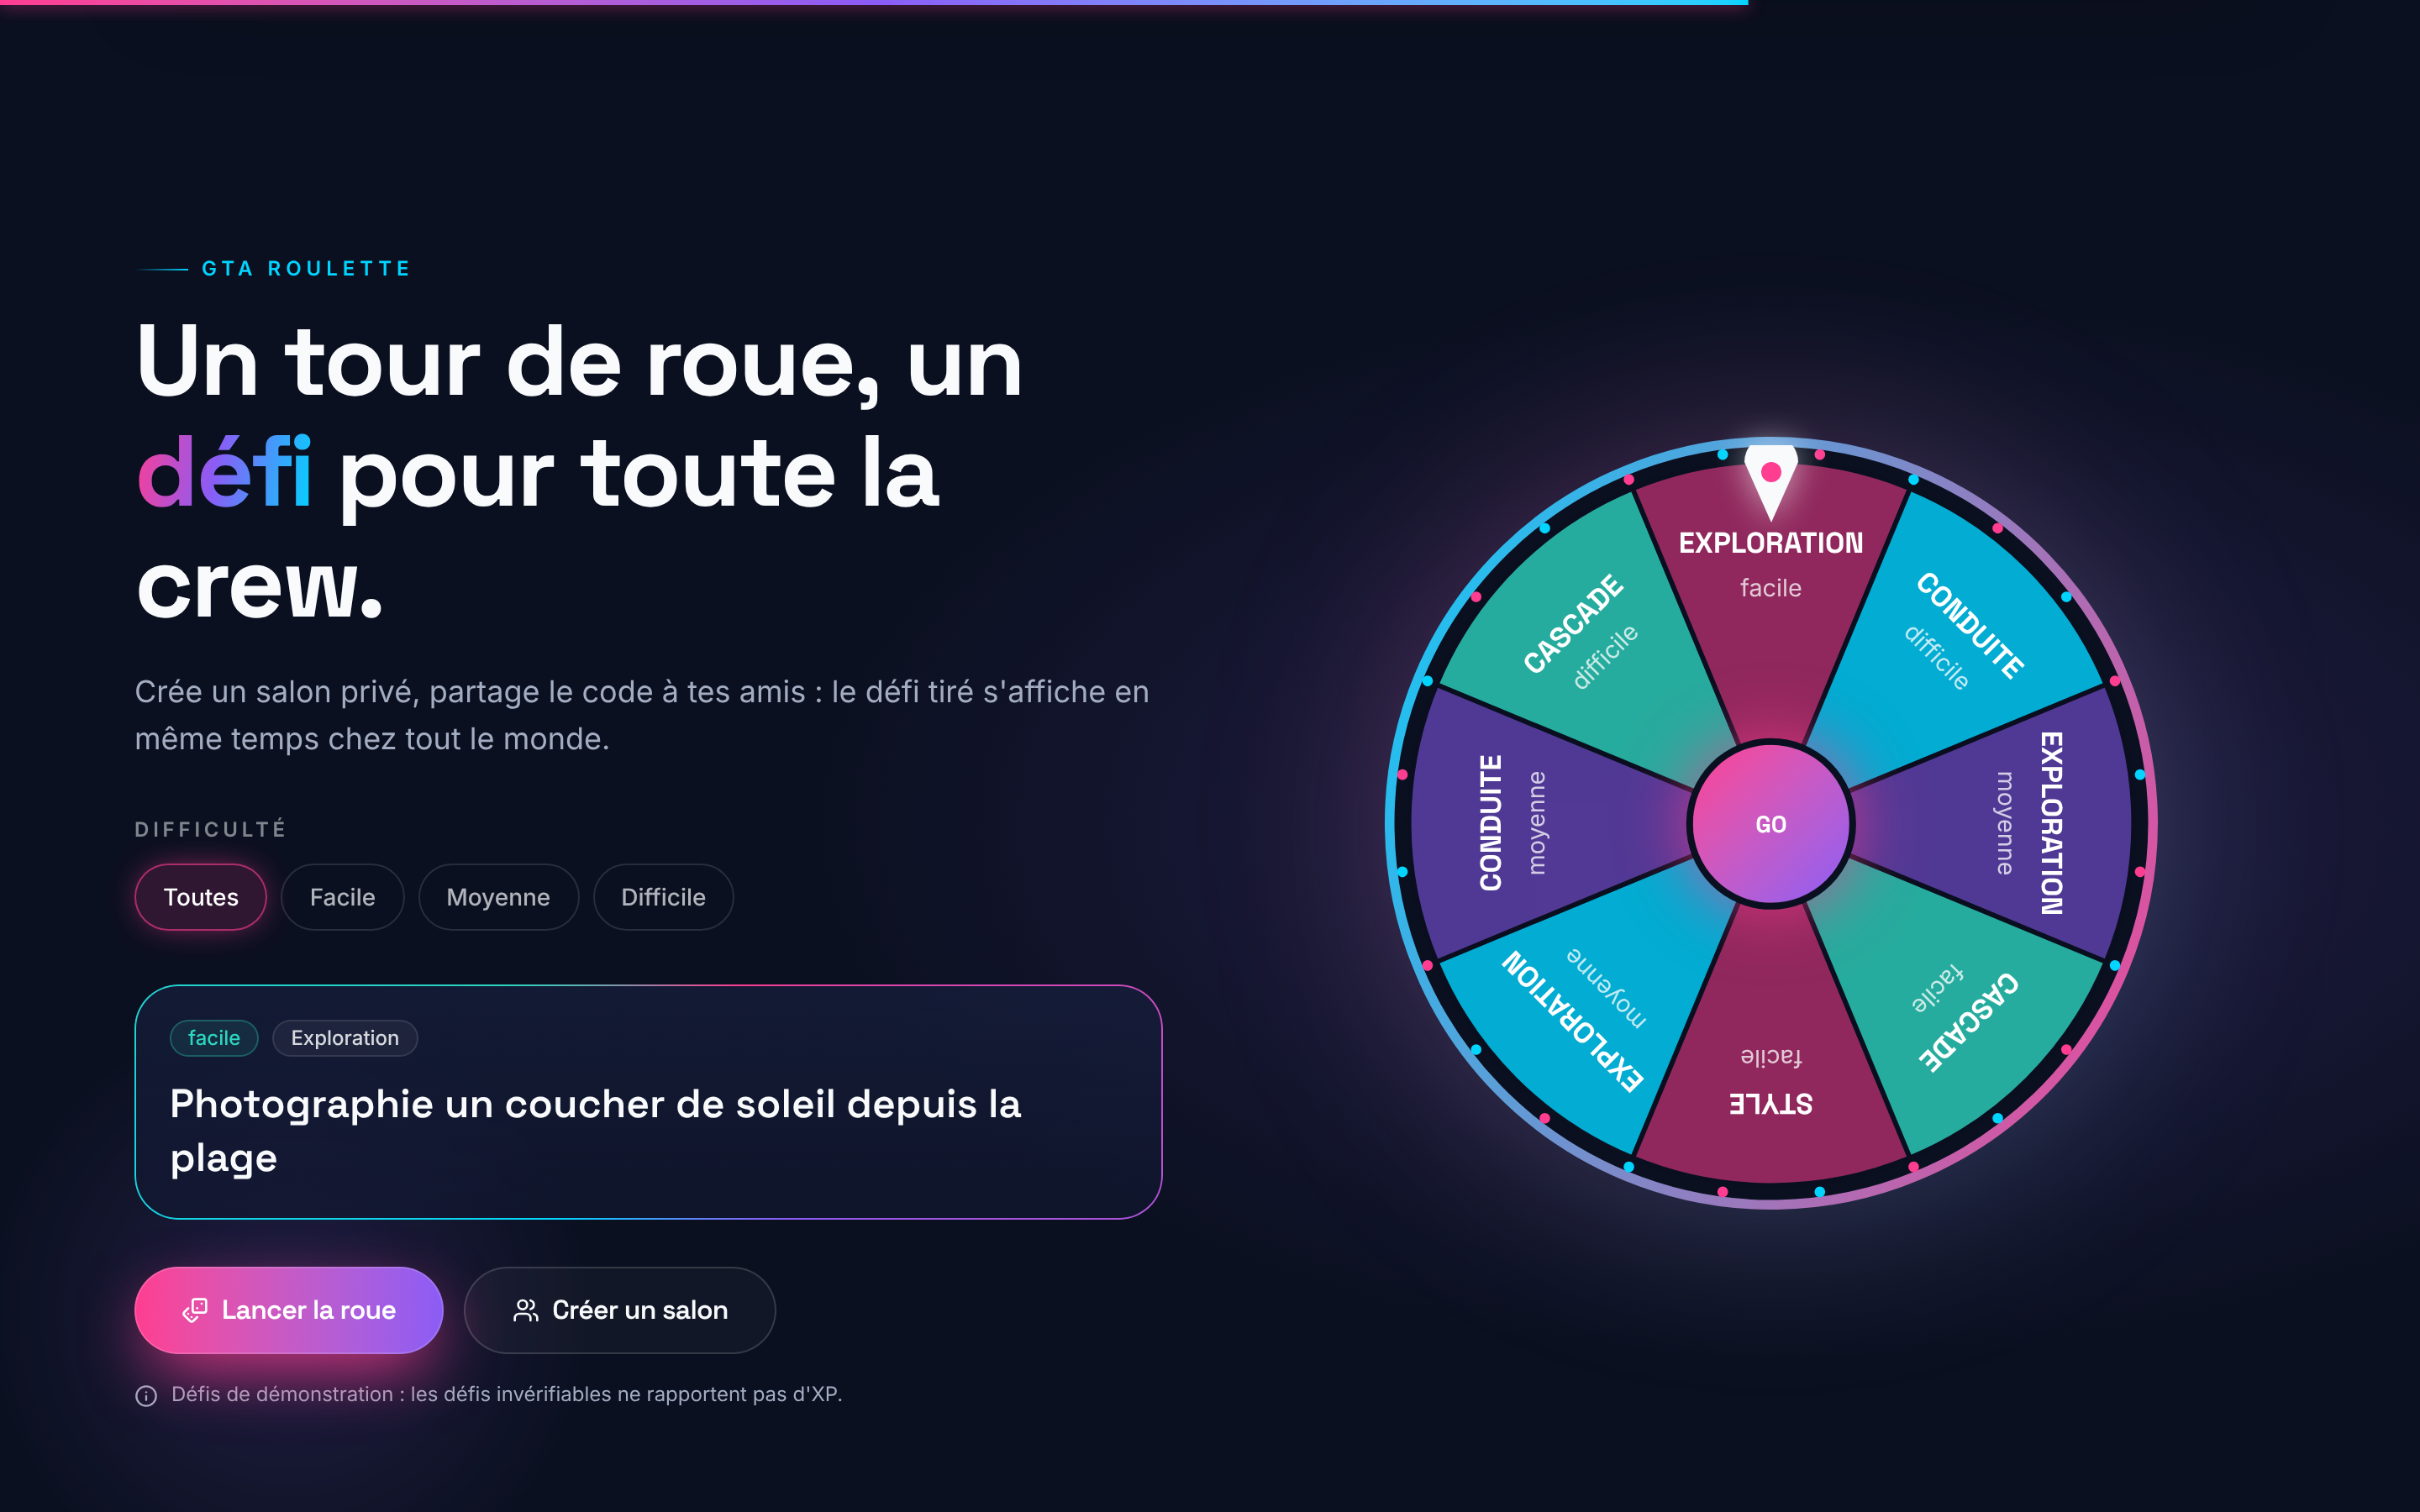 GTA ROULETTE
Un tour de roue, un
défi pour toute la
crew.
Crée un salon privé, partage le code à tes amis : le défi tiré s'affiche en
même temps chez tout le monde.
DIFFICULTÉ
Toutes
Facile
Moyenne
Difficile
facile
Exploration
Photographie un coucher de soleil depuis la
plage
Lancer la roue
Créer un salon
Défis de démonstration : les défis invérifiables ne rapportent pas d'XP.
EXPLORATION
facile
CONDUITE
difficile
EXPLORATION
moyenne
CASCADE
facile
STYLE
facile
EXPLORATION
moyenne
CONDUITE
moyenne
CASCADE
difficile
GO